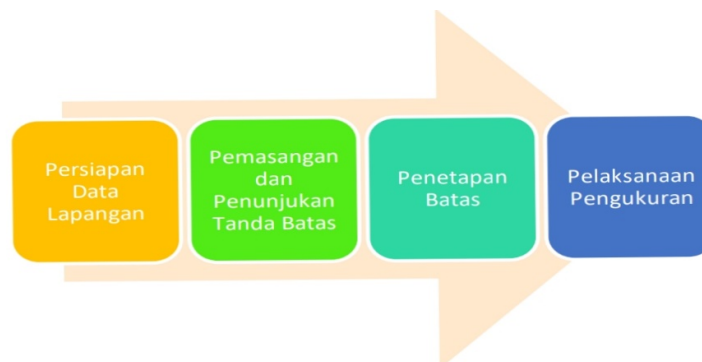 Persiapan
Data
Lapangan
Pemasangan
dan
Penunjukan
Tanda Batas
Penetapan
Batas
Pelaksanaan
Pengukuran